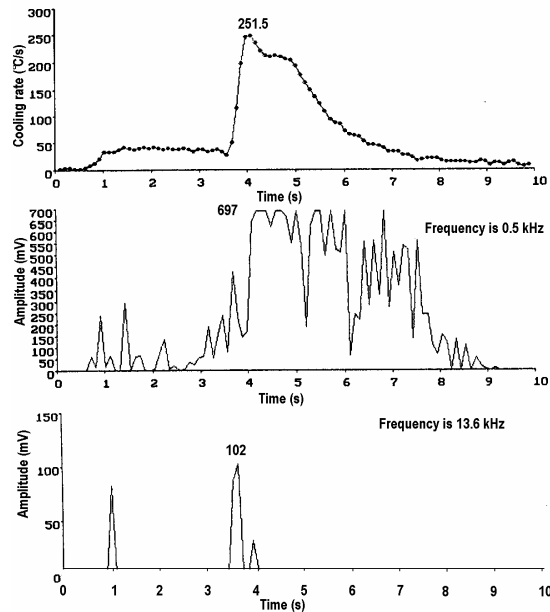 300
251.5
250
200
150
100
50
0
Cooling rate (℃/s)
0 1 2 3 4 5 6 7 8 9 10
Time (s)
700
697
650
600
550
500
450
400
350
300
250
200
150
100
50
0
Amplitude (mV)
Frequency is 0.5 kHz
0 1 2 3 4 5 6 7 8 9 10
Time (s)
150
Frequency is 13.6 kHz
102
100
50
0
Amplitude (mV)
1 2 3 4 5 6 7 8 9 10
Time (s)